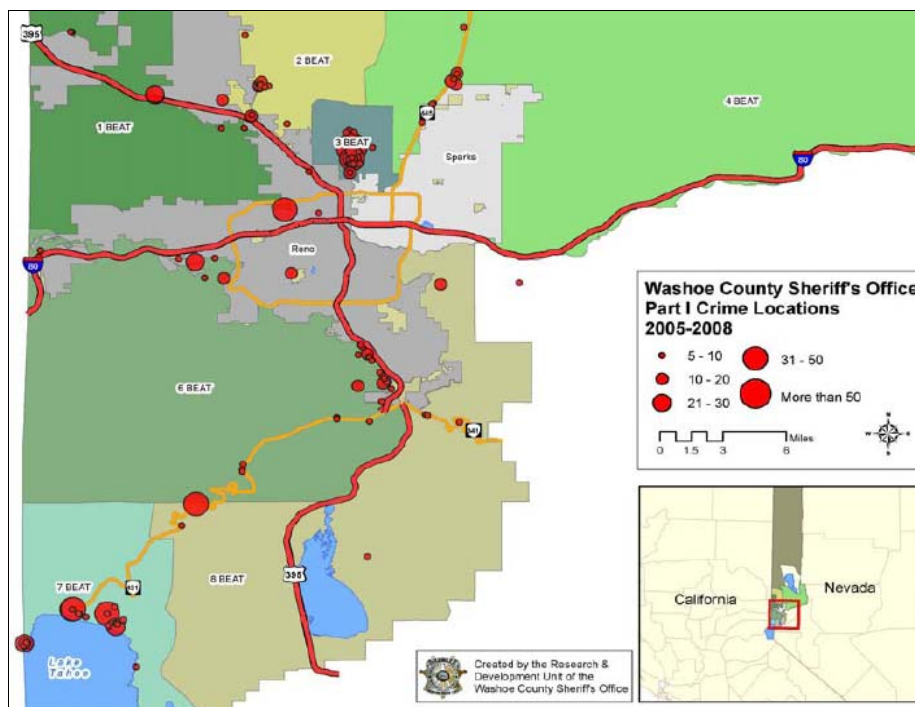 395
2 BEAT
4 BEAT
445
1 BEAT
3 BEAT
Sparks
80
Reno
80
Washoe County Sheriff's Office
Part I Crime Locations
2005-2008
5 - 10
31 - 50
10 - 20
More than 50
21 - 30
Miles
0 1.5 3 6
N
W E
S
6 BEAT
341
395
8 BEAT
7 BEAT
431
Lake
Tahoe
California
Nevada
Created by the Research &
Development Unit of the
Washoe County Sheriff's Office